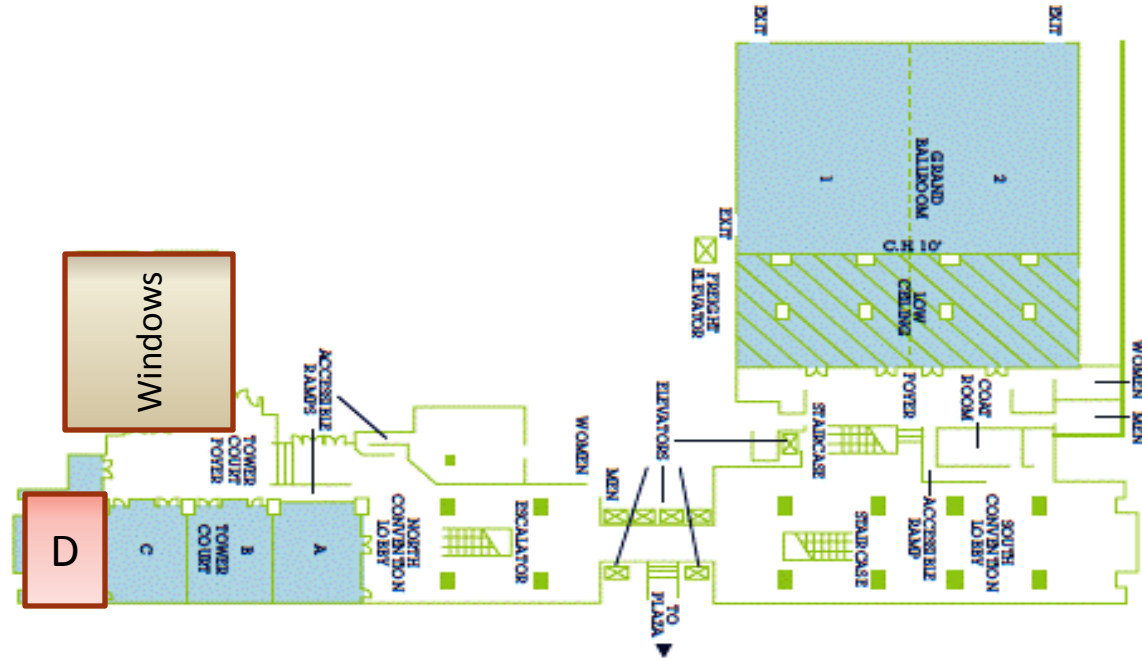 EXIT
EXIT
GRAND
BALLROOM
1
2
C.H. 10'
EXIT
FREIGHT
ELEVATOR
LOW
CEILING
WOMEN
MEN
Windows
ACCESSIBLE
RAMPS
ELEVATORS
FOYER
COAT
ROOM
STAIRCASE
WOMEN
TOWER
COURT
FOYER
MEN
D
C
TOWER
COURT
B
A
NORTH
CONVENTION
LOBBY
ESCALATOR
TO
PLAZA
STAIRCASE
ACCESSIBLE
RAMP
SOUTH
CONVENTION
LOBBY